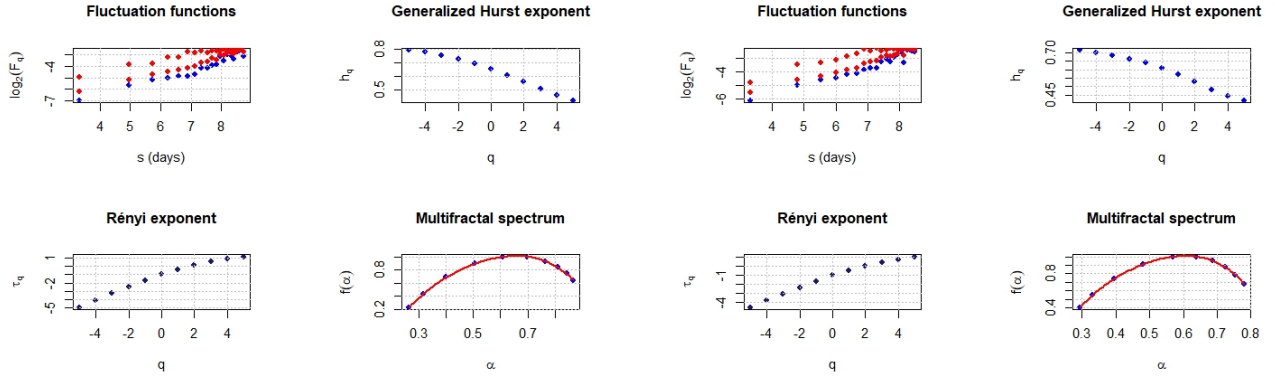 Fluctuation functions
log₂(Fq)
-4
-7
4 5 6 7 8
s (days)
Generalized Hurst exponent
hq
0.8
0.5
-4 -2 0 2 4
q
Fluctuation functions
log₂(Fq)
-4
-6
4 5 6 7 8
s (days)
Generalized Hurst exponent
hq
0.70
0.45
-4 -2 0 2 4
q
Rényi exponent
τq
1
-2
-5
-4 -2 0 2 4
q
Multifractal spectrum
f(α)
0.8
0.2
0.3 0.5 0.7
α
Rényi exponent
τq
-1
-4
-4 -2 0 2 4
q
Multifractal spectrum
f(α)
0.8
0.4
0.3 0.4 0.5 0.6 0.7 0.8
α